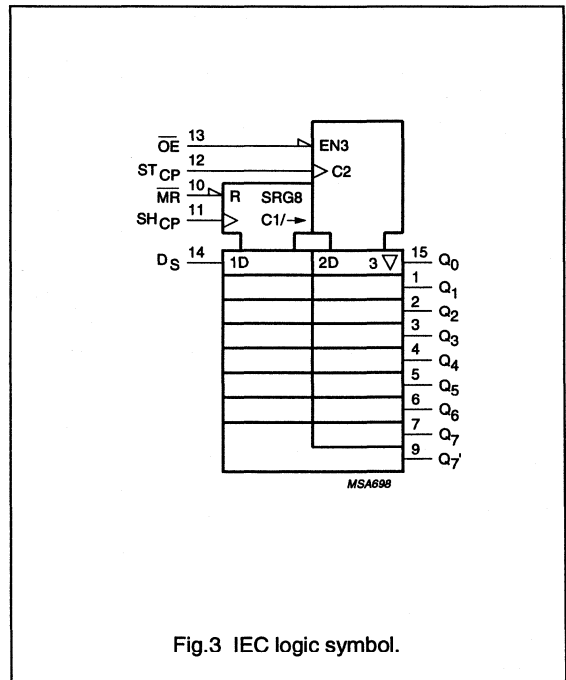 OE 13 EN3
ST CP 12 C2
MR 10 R SRG8
SH CP 11 C1/→
D S 14 1D 2D 3 ▽ 15 Q0
1 Q1
2 Q2
3 Q3
4 Q4
5 Q5
6 Q6
7 Q7
9 Q7'
MSA698
Fig.3 IEC logic symbol.